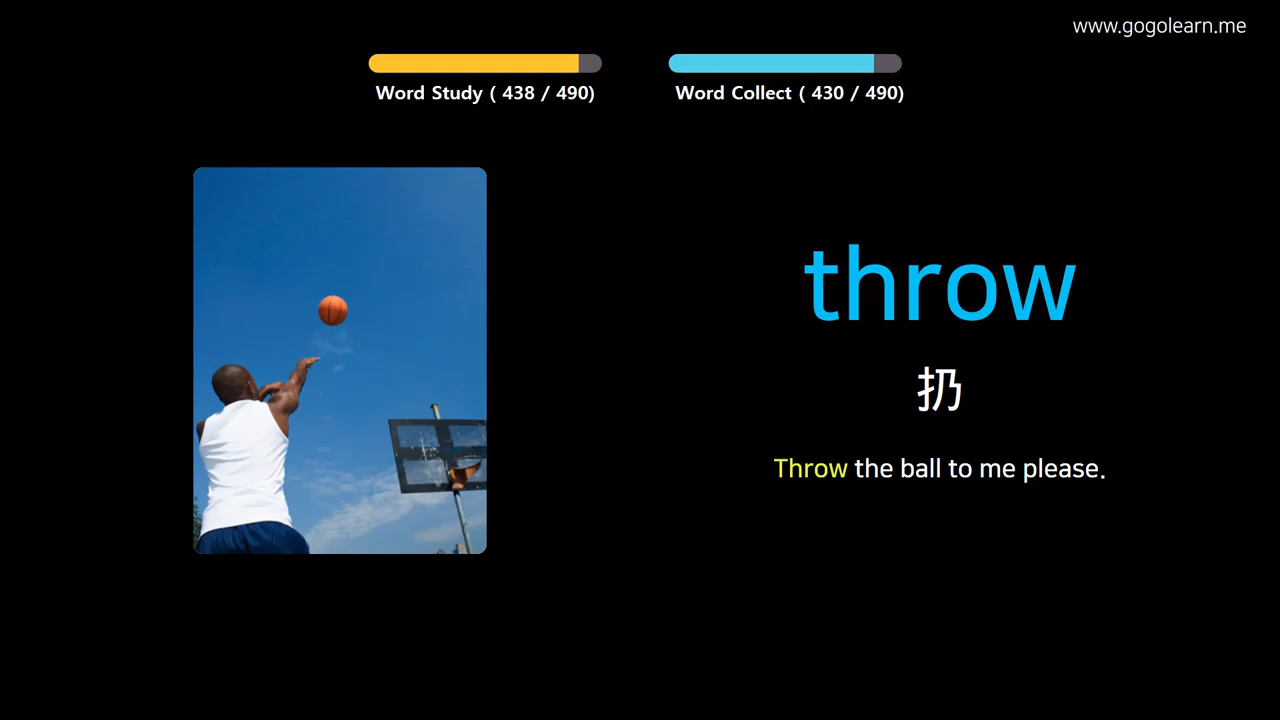 www.gogolearn.me
Word Study ( 438 / 490)
Word Collect ( 430 / 490)
throw
扔
Throw the ball to me please.